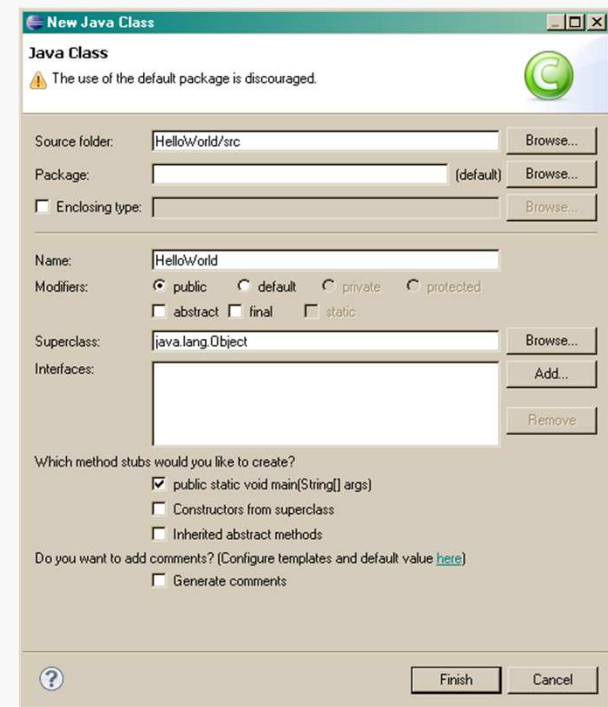 New Java Class
Java Class
The use of the default package is discouraged.
Source folder: HelloWorld/src Browse...
Package: (default) Browse...
Enclosing type: Browse...
Name: HelloWorld
Modifiers: public default private protected
abstract final static
Superclass: java.lang.Object Browse...
Interfaces: Add...
Remove
Which method stubs would you like to create?
public static void main(String[] args)
Constructors from superclass
Inherited abstract methods
Do you want to add comments? (Configure templates and default value here)
Generate comments
? Finish Cancel